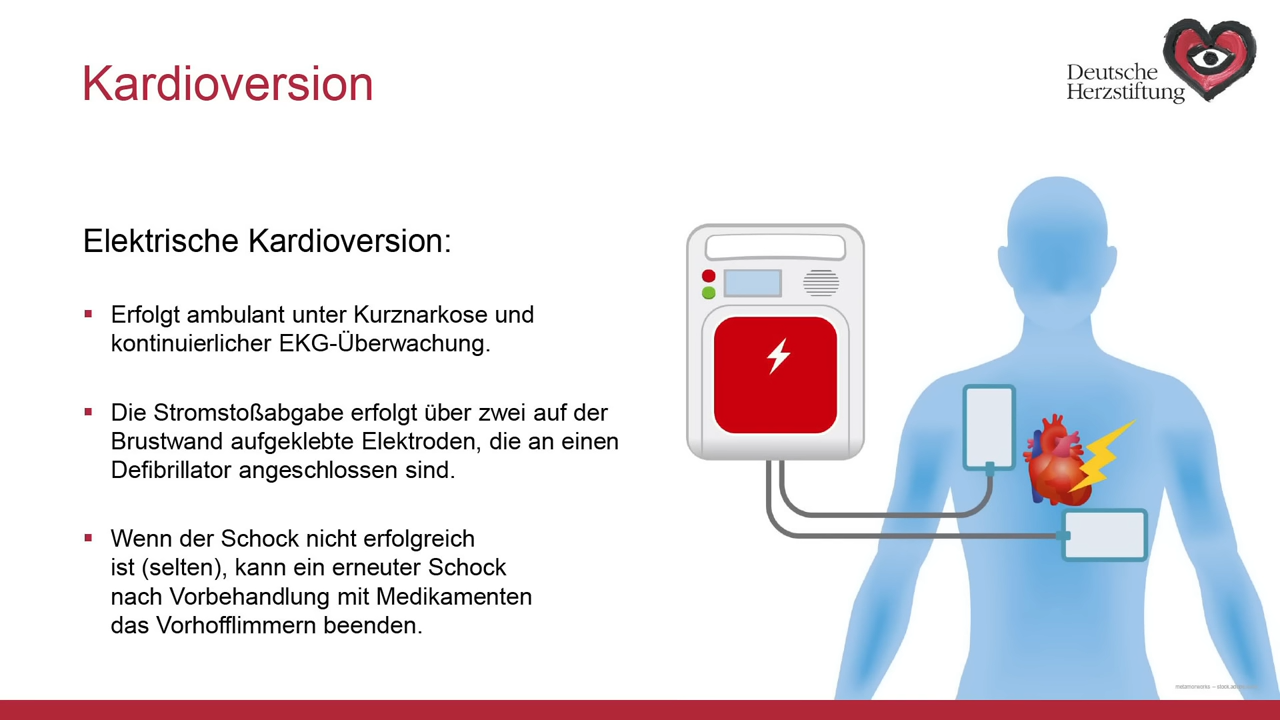 Kardioversion
Deutsche
Herzstiftung
Elektrische Kardioversion:
Erfolgt ambulant unter Kurznarkose und
kontinuierlicher EKG-Überwachung.
Die Stromstoßabgabe erfolgt über zwei auf der
Brustwand aufgeklebte Elektroden, die an einen
Defibrillator angeschlossen sind.
Wenn der Schock nicht erfolgreich
ist (selten), kann ein erneuter Schock
nach Vorbehandlung mit Medikamenten
das Vorhofflimmern beenden.